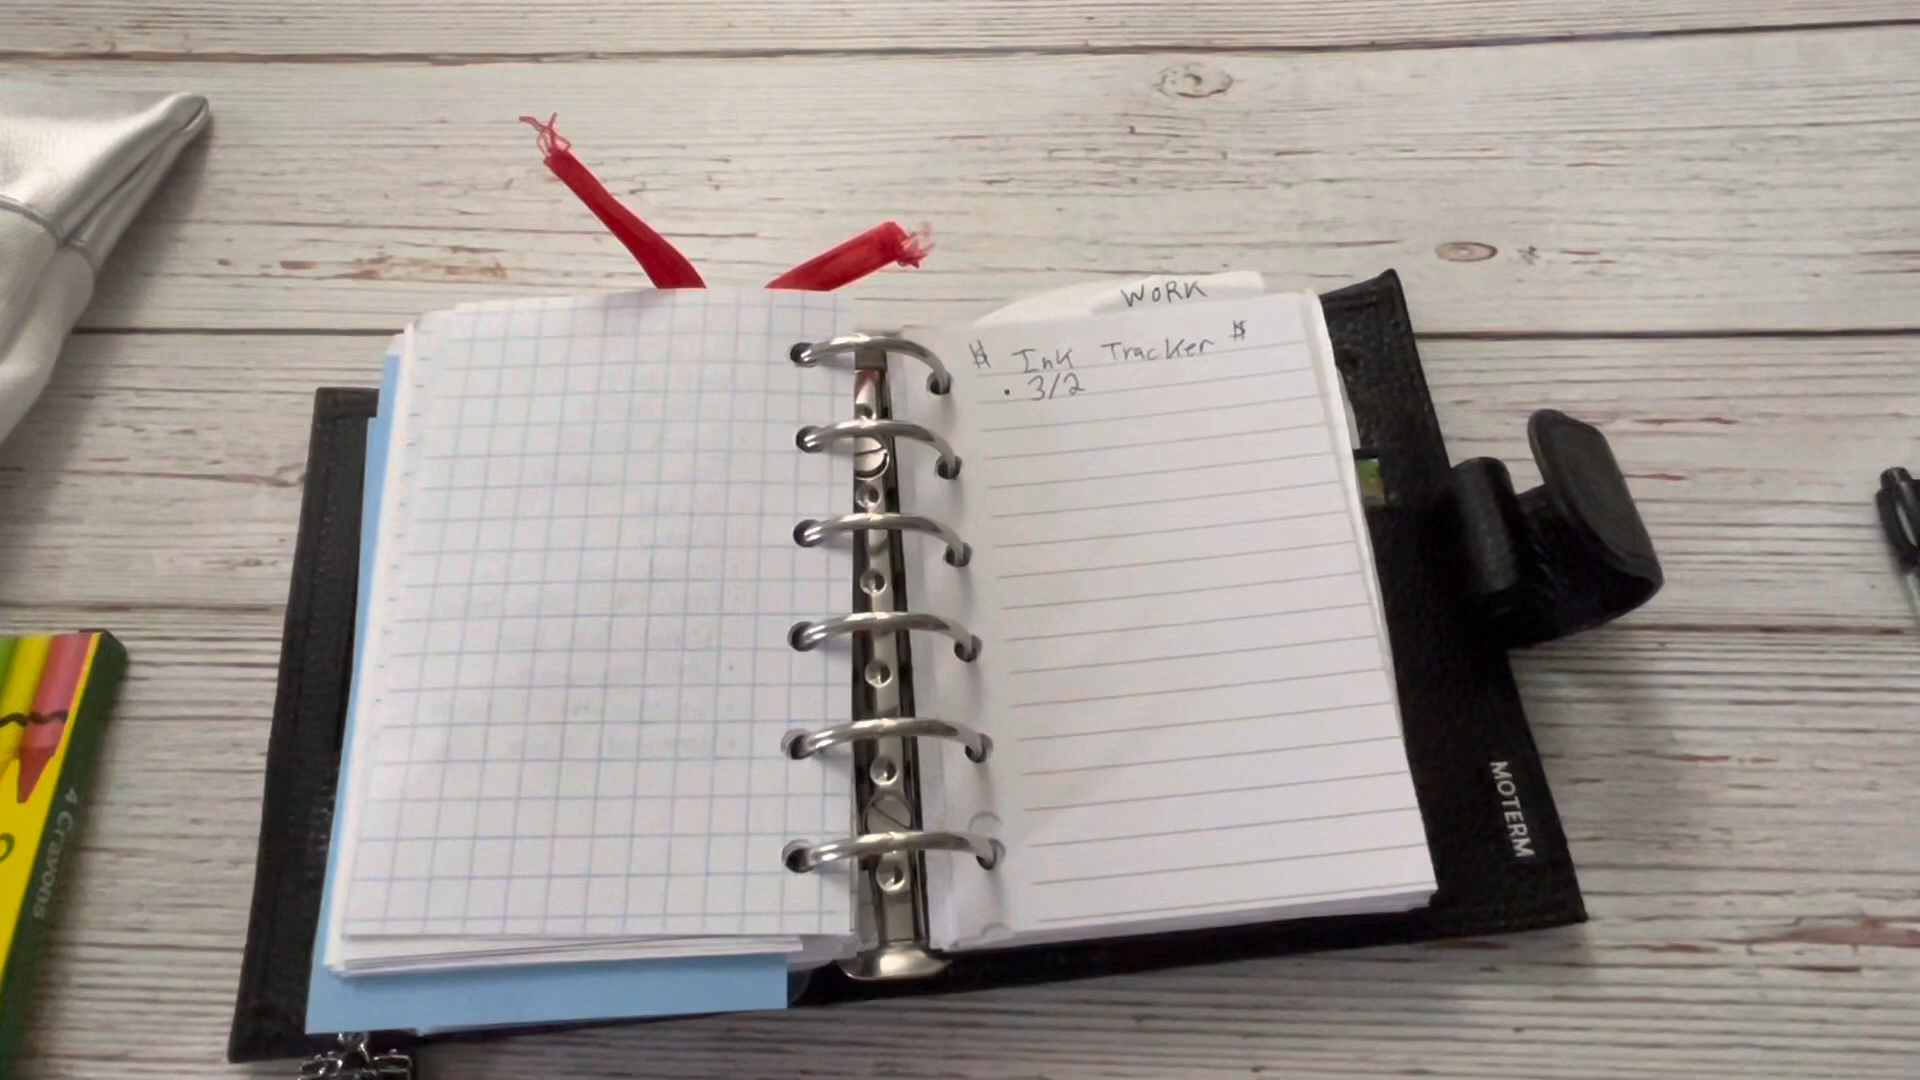 WORK
$ Ink Tracker $
• 3/2
MOTERM
4 Crayons